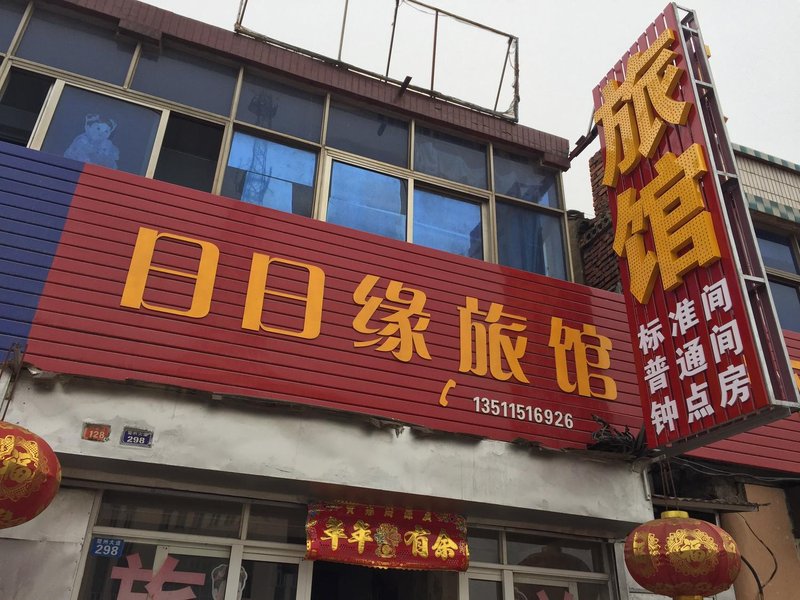 旅馆
标准间
普通间
钟点房
日日缘旅馆
13511516926
128
298
年年有余
298
旅